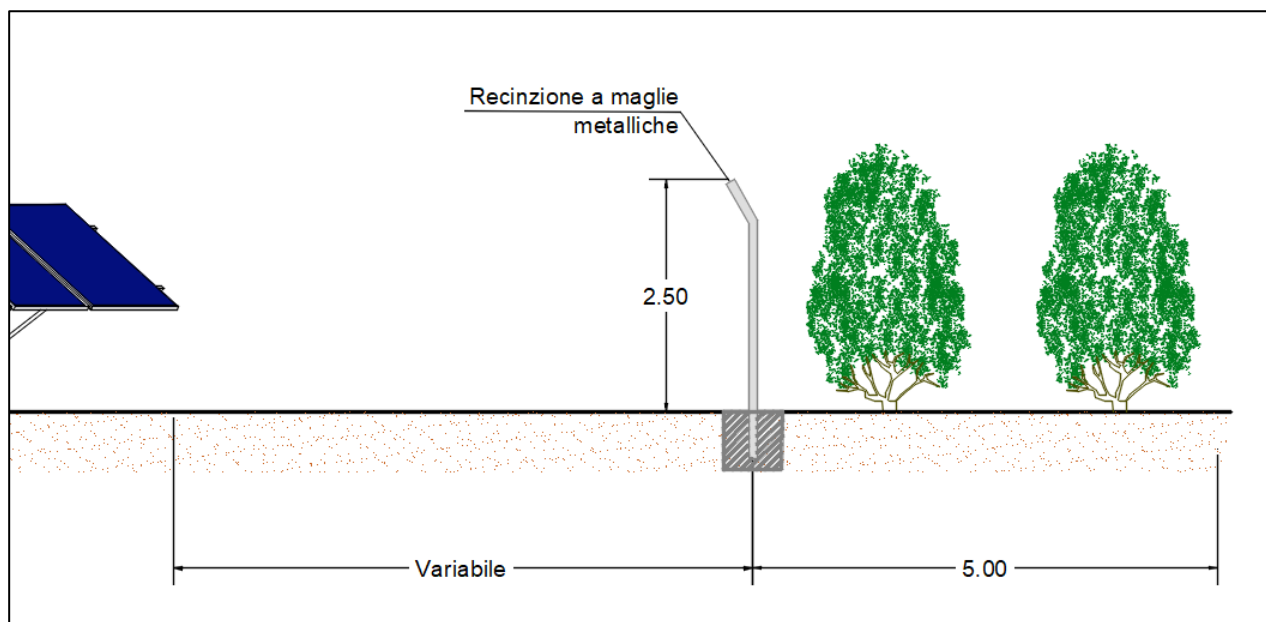 Recinzione a maglie
metalliche
2.50
Variabile
5.00